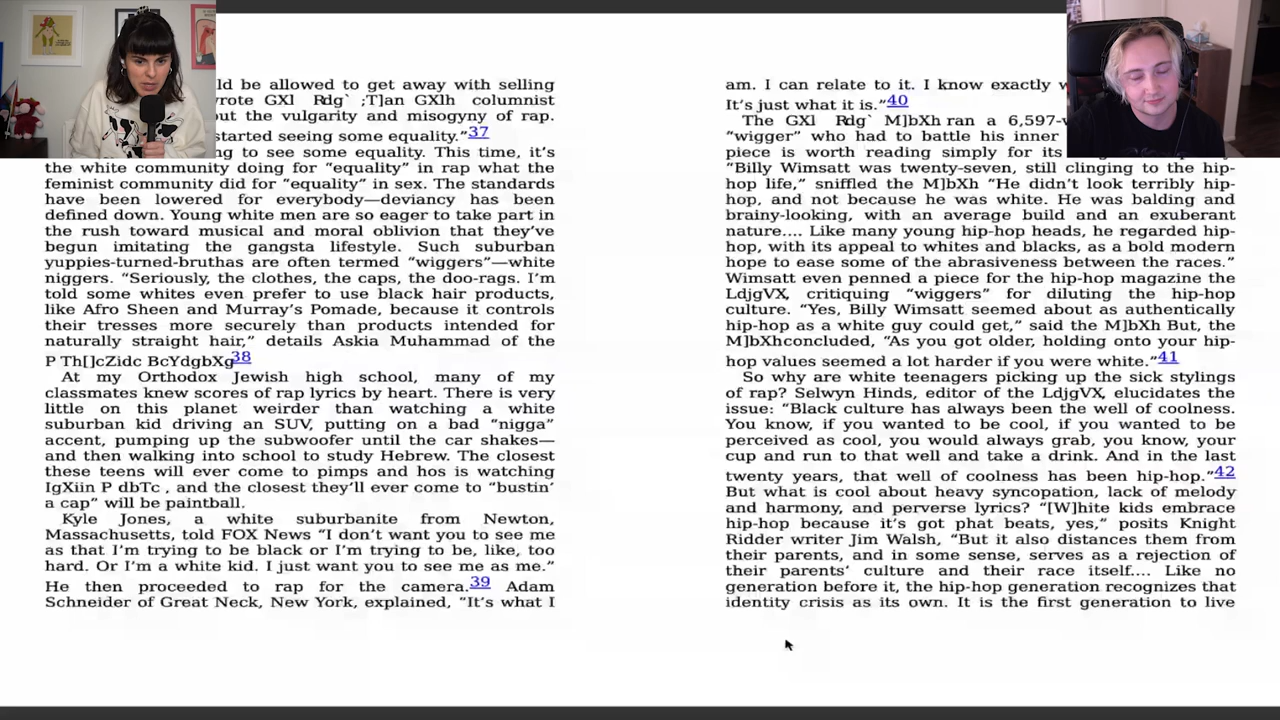 ld be allowed to get away with selling
wrote GXl Rdg` ;T]an GXlh columnist
out the vulgarity and misogyny of rap.
started seeing some equality.”37
ng to see some equality. This time, it’s
the white community doing for “equality” in rap what the
feminist community did for “equality” in sex. The standards
have been lowered for everybody—deviancy has been
defined down. Young white men are so eager to take part in
the rush toward musical and moral oblivion that they’ve
begun imitating the gangsta lifestyle. Such suburban
yuppies-turned-bruthas are often termed “wiggers”—white
niggers. “Seriously, the clothes, the caps, the doo-rags. I’m
told some whites even prefer to use black hair products,
like Afro Sheen and Murray’s Pomade, because it controls
their tresses more securely than products intended for
naturally straight hair,” details Askia Muhammad of the
P Th[]cZidc BcYdgbXg38
At my Orthodox Jewish high school, many of my
classmates knew scores of rap lyrics by heart. There is very
little on this planet weirder than watching a white
suburban kid driving an SUV, putting on a bad “nigga”
accent, pumping up the subwoofer until the car shakes—
and then walking into school to study Hebrew. The closest
these teens will ever come to pimps and hos is watching
IgXiin P dbTc , and the closest they’ll ever come to “bustin’
a cap” will be paintball.
Kyle Jones, a white suburbanite from Newton,
Massachusetts, told FOX News “I don’t want you to see me
as that I’m trying to be black or I’m trying to be, like, too
hard. Or I’m a white kid. I just want you to see me as me.”
He then proceeded to rap for the camera.39 Adam
Schneider of Great Neck, New York, explained, “It’s what I
am. I can relate to it. I know exactly
It’s just what it is.”40
The GXl Rdg` M]bXh ran a 6,597-
“wigger” who had to battle his inner
piece is worth reading simply for its
“Billy Wimsatt was twenty-seven, still clinging to the hip-
hop life,” sniffled the M]bXh “He didn’t look terribly hip-
hop, and not because he was white. He was balding and
brainy-looking, with an average build and an exuberant
nature.... Like many young hip-hop heads, he regarded hip-
hop, with its appeal to whites and blacks, as a bold modern
hope to ease some of the abrasiveness between the races.”
Wimsatt even penned a piece for the hip-hop magazine the
LdjgVX, critiquing “wiggers” for diluting the hip-hop
culture. “Yes, Billy Wimsatt seemed about as authentically
hip-hop as a white guy could get,” said the M]bXh But, the
M]bXhconcluded, “As you got older, holding onto your hip-
hop values seemed a lot harder if you were white.”41
So why are white teenagers picking up the sick stylings
of rap? Selwyn Hinds, editor of the LdjgVX, elucidates the
issue: “Black culture has always been the well of coolness.
You know, if you wanted to be cool, if you wanted to be
perceived as cool, you would always grab, you know, your
cup and run to that well and take a drink. And in the last
twenty years, that well of coolness has been hip-hop.”42
But what is cool about heavy syncopation, lack of melody
and harmony, and perverse lyrics? “[W]hite kids embrace
hip-hop because it’s got phat beats, yes,” posits Knight
Ridder writer Jim Walsh, “But it also distances them from
their parents, and in some sense, serves as a rejection of
their parents’ culture and their race itself.... Like no
generation before it, the hip-hop generation recognizes that
identity crisis as its own. It is the first generation to live